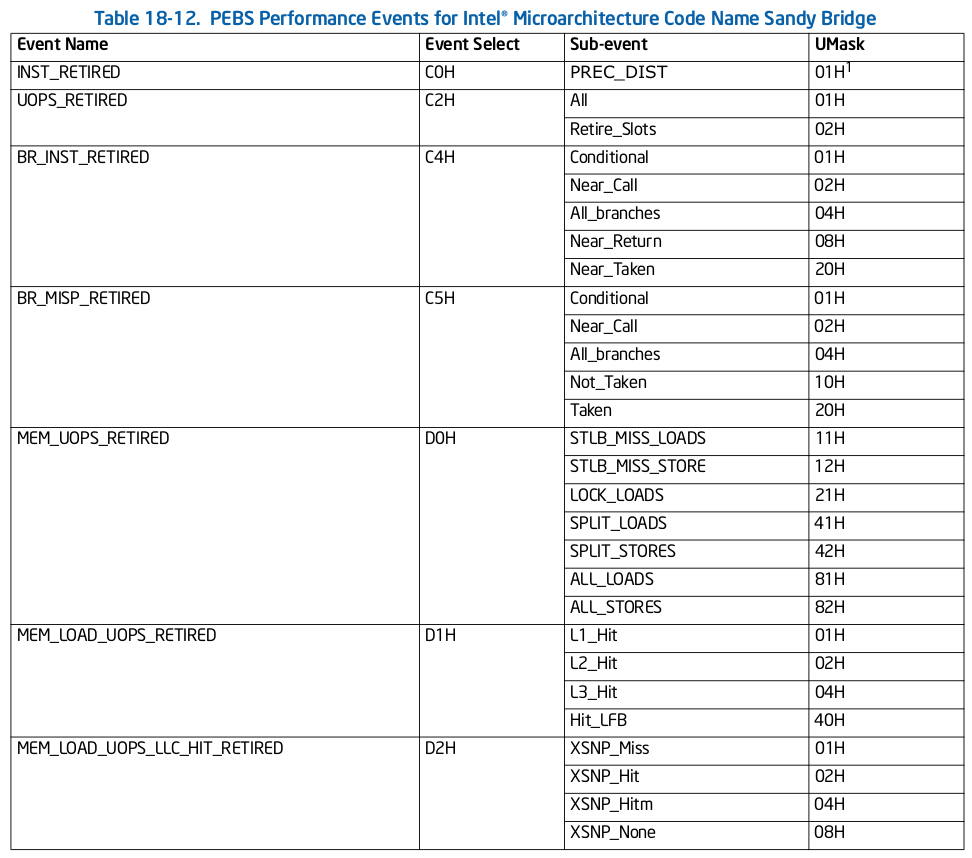 Table 18-12. PEBS Performance Events for Intel® Microarchitecture Code Name Sandy Bridge
Event Name Event Select Sub-event UMask
INST_RETIRED C0H PREC_DIST 01H1
UOPS_RETIRED C2H All 01H
Retire_Slots 02H
BR_INST_RETIRED C4H Conditional 01H
Near_Call 02H
All_branches 04H
Near_Return 08H
Near_Taken 20H
BR_MISP_RETIRED C5H Conditional 01H
Near_Call 02H
All_branches 04H
Not_Taken 10H
Taken 20H
MEM_UOPS_RETIRED D0H STLB_MISS_LOADS 11H
STLB_MISS_STORE 12H
LOCK_LOADS 21H
SPLIT_LOADS 41H
SPLIT_STORES 42H
ALL_LOADS 81H
ALL_STORES 82H
MEM_LOAD_UOPS_RETIRED D1H L1_Hit 01H
L2_Hit 02H
L3_Hit 04H
Hit_LFB 40H
MEM_LOAD_UOPS_LLC_HIT_RETIRED D2H XSNP_Miss 01H
XSNP_Hit 02H
XSNP_Hitm 04H
XSNP_None 08H